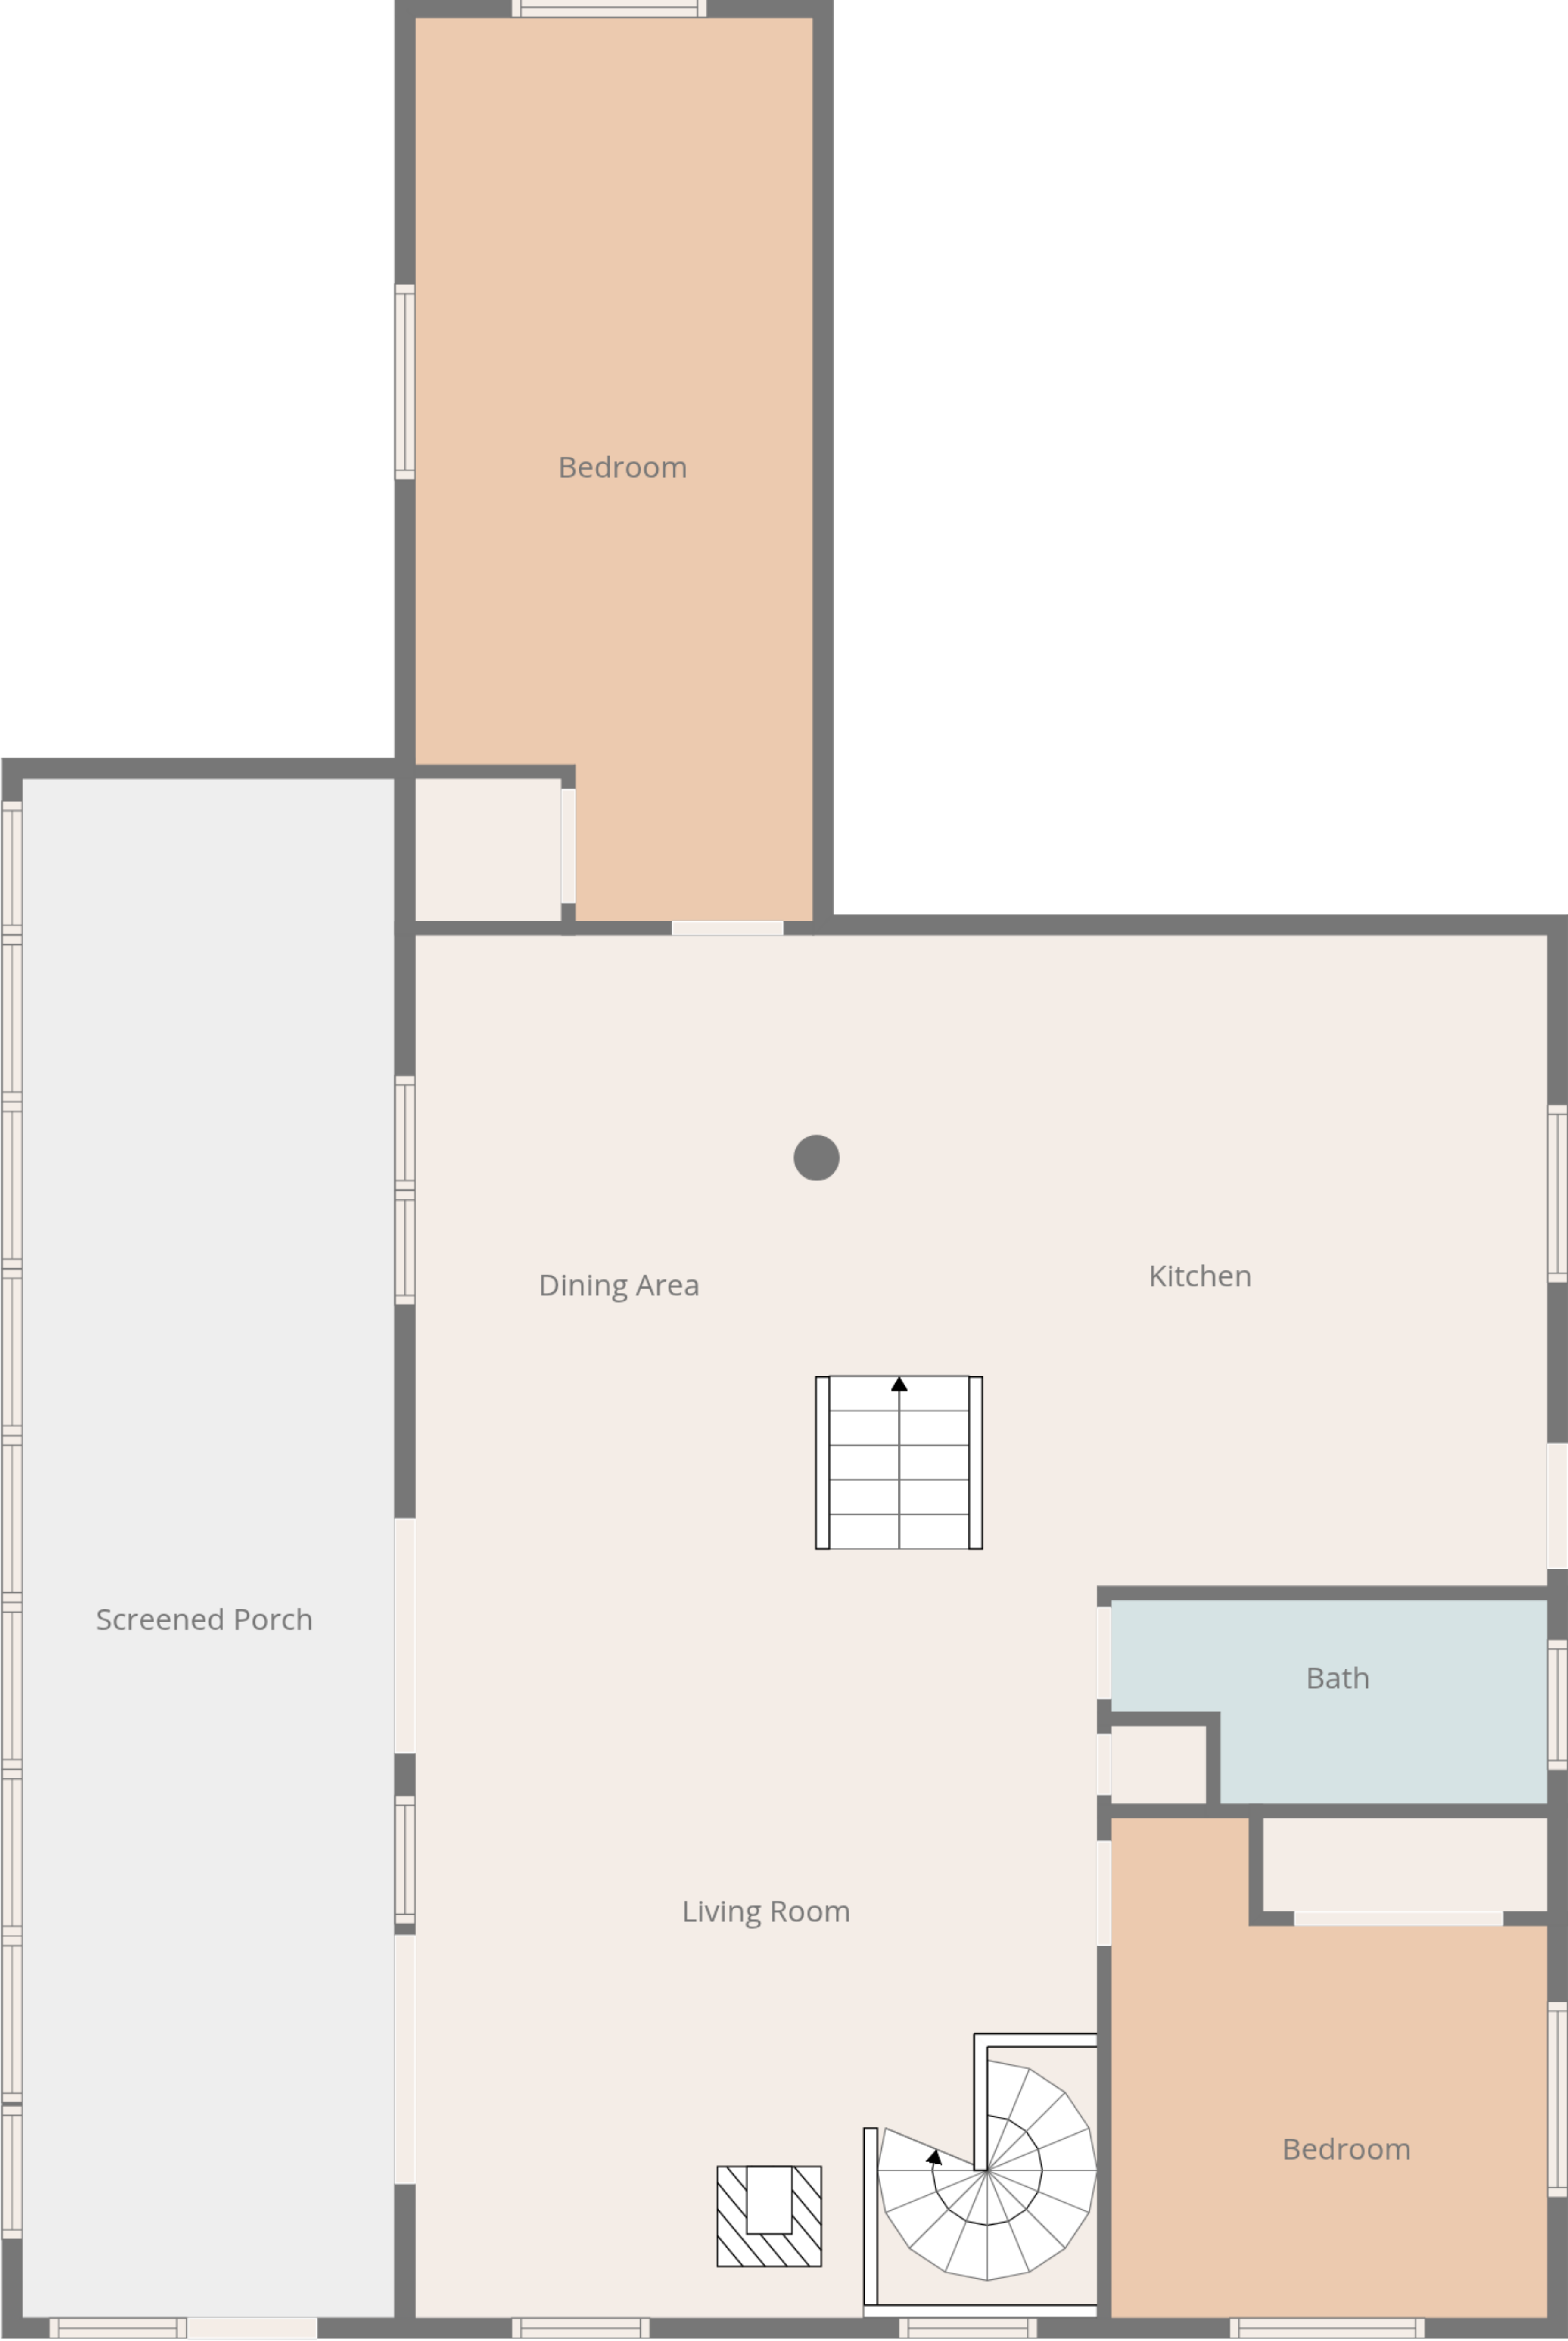 Bedroom
Dining Area
Kitchen
Screened Porch
Bath
Living Room
Bedroom